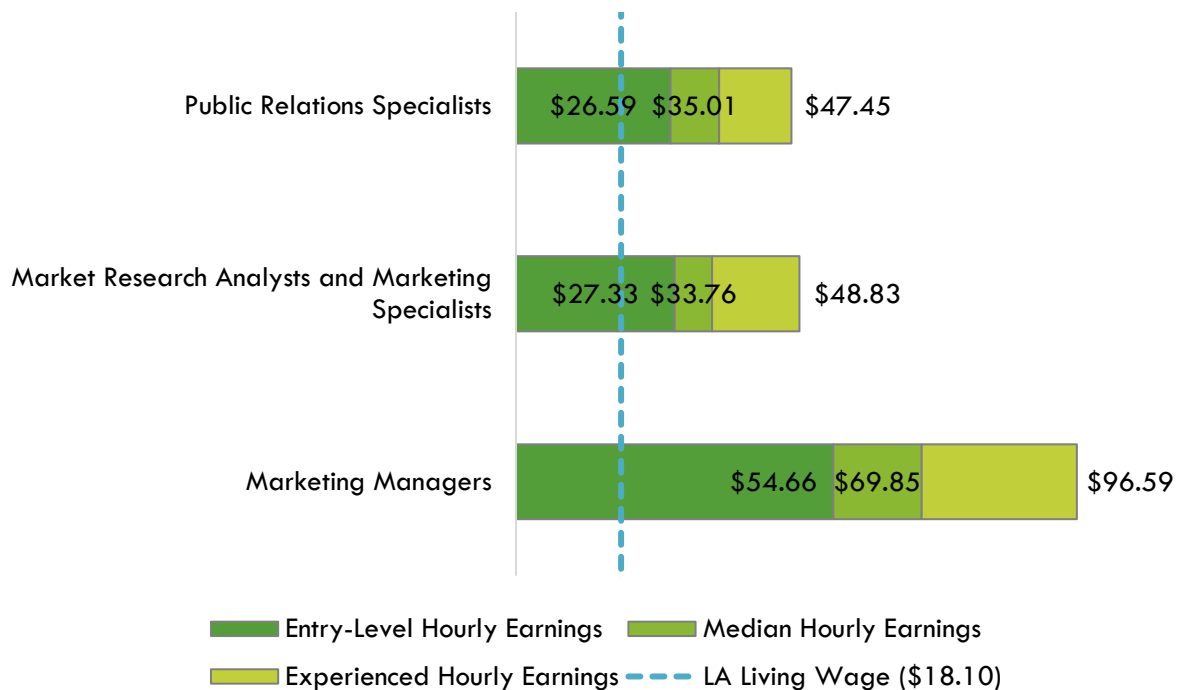 Public Relations Specialists
$26.59 $35.01 $47.45
Market Research Analysts and Marketing
Specialists
$27.33 $33.76 $48.83
Marketing Managers
$54.66 $69.85 $96.59
Entry-Level Hourly Earnings Median Hourly Earnings
Experienced Hourly Earnings LA Living Wage ($18.10)